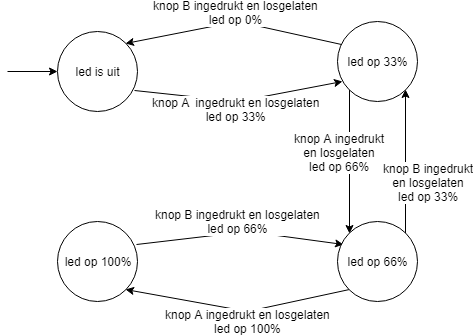 knop B ingedrukt en losgelaten
led op 0%
led is uit
led op 33%
knop A  ingedrukt en losgelaten
led op 33%
knop A ingedrukt
en losgelaten
led op 66%
knop B ingedrukt
en losgelaten
led op 33%
knop B ingedrukt en losgelaten
led op 66%
led op 100%
led op 66%
knop A ingedrukt en losgelaten
led op 100%